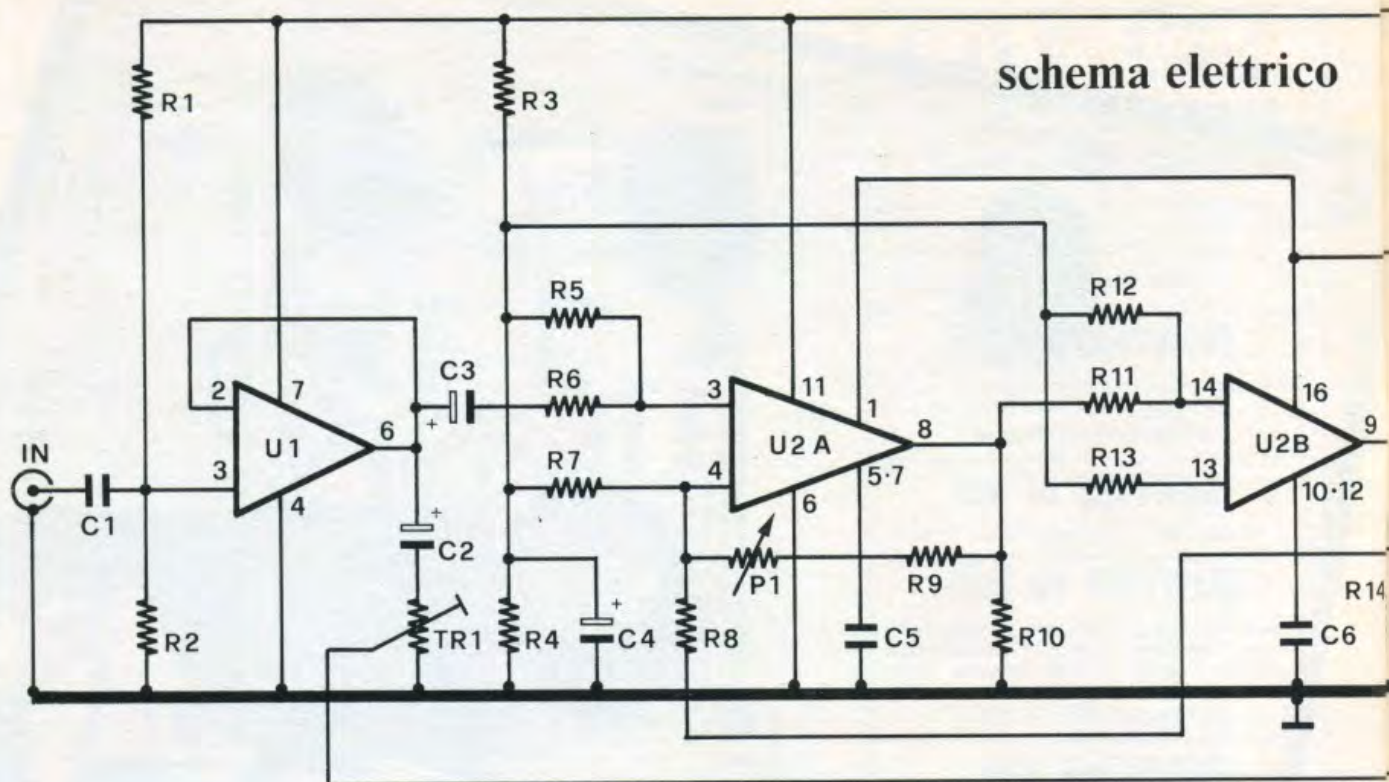 schema elettrico
R1
R3
R5
R12
C3
R6
3
11
1
R11
14
16
2
7
+
6
U2A
8
U2B
9
IN
U1
R7
4
5·7
R13
13
10·12
C1
3
4
+
C2
6
P1
R9
R14
R2
TR1
R4
+
C4
R8
C5
R10
C6